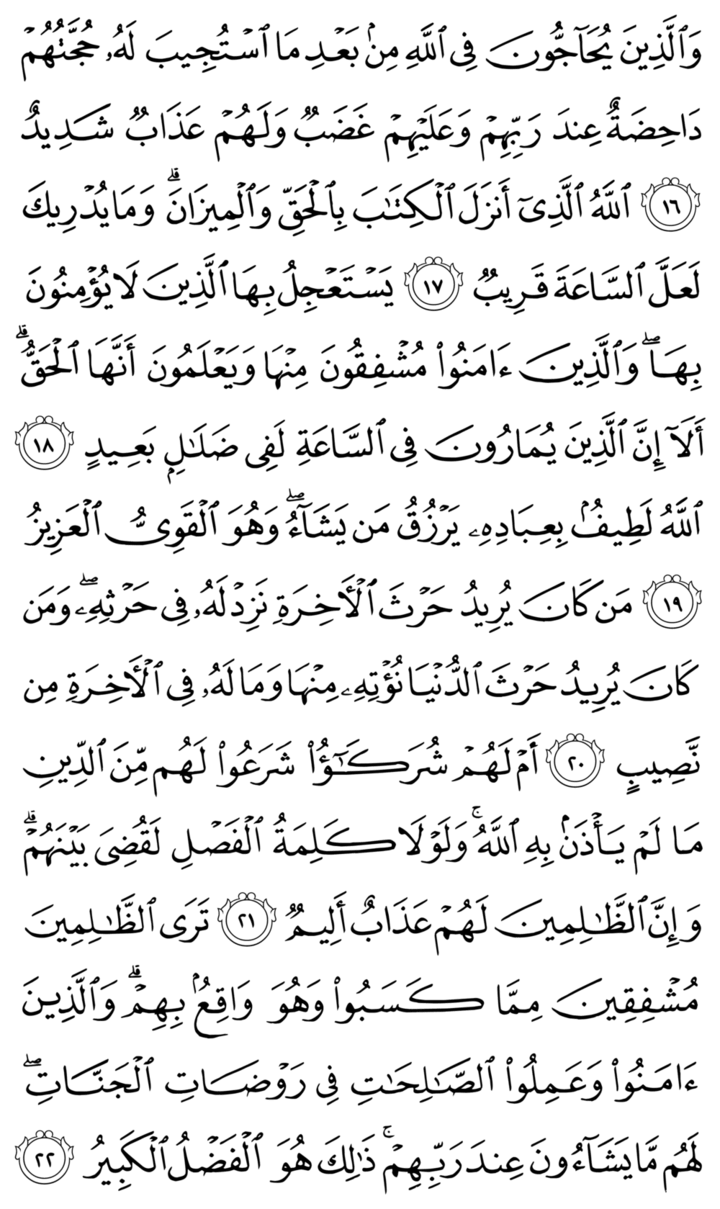 وَٱلَّذِينَ يُحَآجُّونَ فِى ٱللَّهِ مِنۢ بَعْدِ مَا ٱسْتُجِيبَ لَهُۥ حُجَّتُهُمْ
دَاحِضَةٌ عِندَ رَبِّهِمْ وَعَلَيْهِمْ غَضَبٌ وَلَهُمْ عَذَابٌ شَدِيدٌ
١٦ ٱللَّهُ ٱلَّذِىٓ أَنزَلَ ٱلْكِتَٰبَ بِٱلْحَقِّ وَٱلْمِيزَانَ ۗ وَمَا يُدْرِيكَ
لَعَلَّ ٱلسَّاعَةَ قَرِيبٌ ١٧ يَسْتَعْجِلُ بِهَا ٱلَّذِينَ لَا يُؤْمِنُونَ
بِهَا ۖ وَٱلَّذِينَ ءَامَنُوا۟ مُشْفِقُونَ مِنْهَا وَيَعْلَمُونَ أَنَّهَا ٱلْحَقُّ ۗ
أَلَآ إِنَّ ٱلَّذِينَ يُمَارُونَ فِى ٱلسَّاعَةِ لَفِى ضَلَٰلٍۭ بَعِيدٍ ١٨
ٱللَّهُ لَطِيفٌۢ بِعِبَادِهِۦ يَرْزُقُ مَن يَشَآءُ ۖ وَهُوَ ٱلْقَوِىُّ ٱلْعَزِيزُ
١٩ مَن كَانَ يُرِيدُ حَرْثَ ٱلْءَاخِرَةِ نَزِدْ لَهُۥ فِى حَرْثِهِۦ ۖ وَمَن
كَانَ يُرِيدُ حَرْثَ ٱلدُّنْيَا نُؤْتِهِۦ مِنْهَا وَمَا لَهُۥ فِى ٱلْءَاخِرَةِ مِن
نَّصِيبٍ ٢٠ أَمْ لَهُمْ شُرَكَٰٓؤُا۟ شَرَعُوا۟ لَهُم مِّنَ ٱلدِّينِ
مَا لَمْ يَأْذَنۢ بِهِ ٱللَّهُ ۚ وَلَوْلَا كَلِمَةُ ٱلْفَصْلِ لَقُضِىَ بَيْنَهُمْ ۗ
وَإِنَّ ٱلظَّٰلِمِينَ لَهُمْ عَذَابٌ أَلِيمٌ ٢١ تَرَى ٱلظَّٰلِمِينَ
مُشْفِقِينَ مِمَّا كَسَبُوا۟ وَهُوَ وَاقِعٌۢ بِهِمْ ۗ وَٱلَّذِينَ
ءَامَنُوا۟ وَعَمِلُوا۟ ٱلصَّٰلِحَٰتِ فِى رَوْضَاتِ ٱلْجَنَّاتِ ۖ
لَهُم مَّا يَشَآءُونَ عِندَ رَبِّهِمْ ۚ ذَٰلِكَ هُوَ ٱلْفَضْلُ ٱلْكَبِيرُ ٢٢